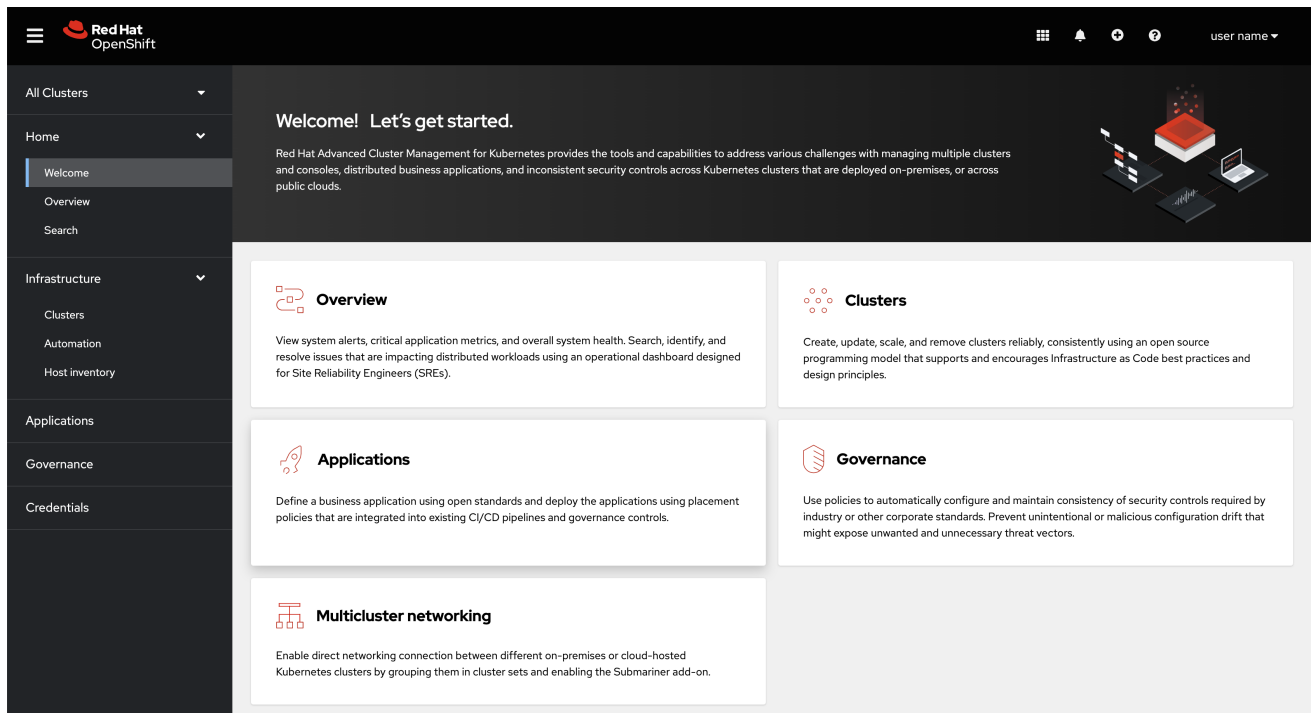 Red Hat
OpenShift
user name
All Clusters
Home
Welcome
Overview
Search
Infrastructure
Clusters
Automation
Host inventory
Applications
Governance
Credentials
Welcome! Let's get started.
Red Hat Advanced Cluster Management for Kubernetes provides the tools and capabilities to address various challenges with managing multiple clusters
and consoles, distributed business applications, and inconsistent security controls across Kubernetes clusters that are deployed on-premises, or across
public clouds.
Overview
View system alerts, critical application metrics, and overall system health. Search, identify, and
resolve issues that are impacting distributed workloads using an operational dashboard designed
for Site Reliability Engineers (SREs).
Clusters
Create, update, scale, and remove clusters reliably, consistently using an open source
programming model that supports and encourages Infrastructure as Code best practices and
design principles.
Applications
Define a business application using open standards and deploy the applications using placement
policies that are integrated into existing CI/CD pipelines and governance controls.
Governance
Use policies to automatically configure and maintain consistency of security controls required by
industry or other corporate standards. Prevent unintentional or malicious configuration drift that
might expose unwanted and unnecessary threat vectors.
Multicluster networking
Enable direct networking connection between different on-premises or cloud-hosted
Kubernetes clusters by grouping them in cluster sets and enabling the Submariner add-on.